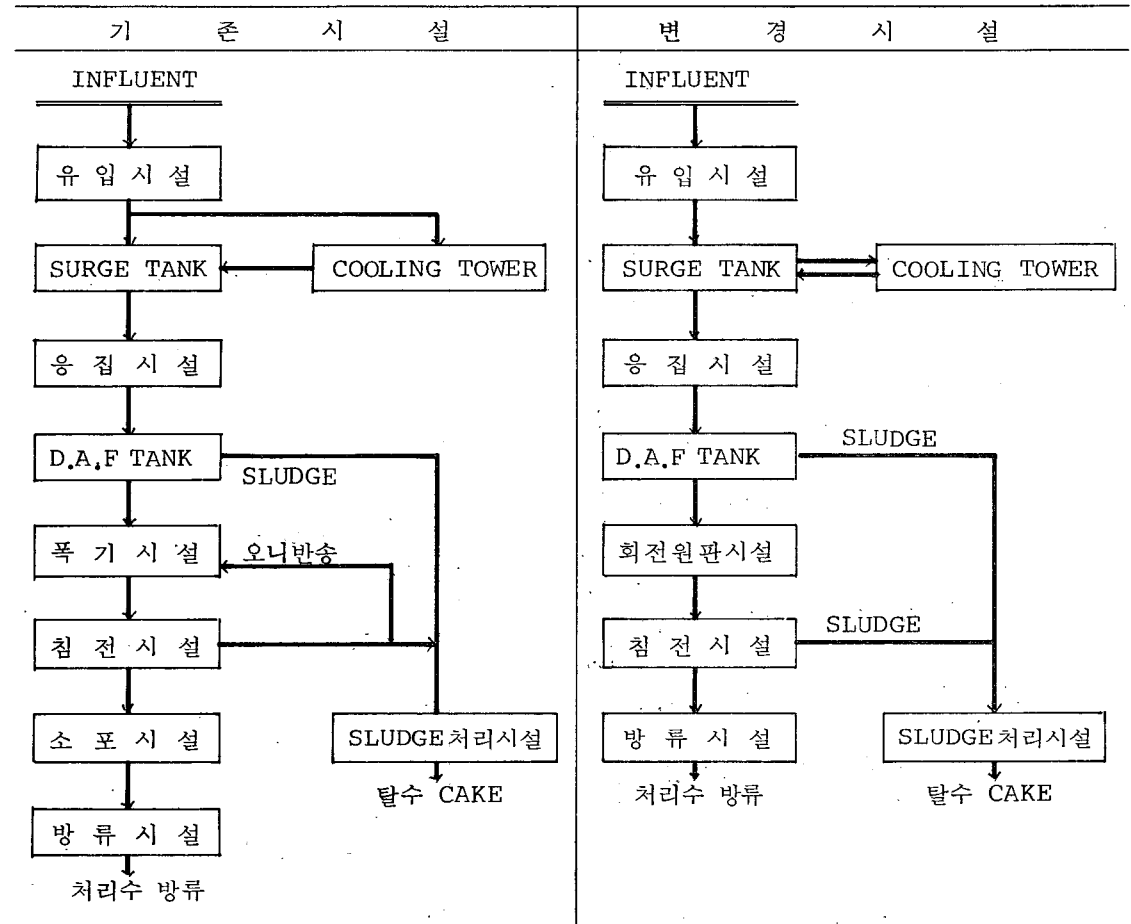 기 존 시 설
INFLUENT
유 입 시 설
SURGE TANK
COOLING TOWER
응 집 시 설
D.A.F TANK
SLUDGE
폭 기 시 설
오니반송
침 전 시 설
소 포 시 설
SLUDGE처리시설
탈수 CAKE
방 류 시 설
처리수 방류
변 경 시 설
INFLUENT
유 입 시 설
SURGE TANK
COOLING TOWER
응 집 시 설
D.A.F TANK
SLUDGE
회전원판시설
침 전 시 설
SLUDGE
방 류 시 설
SLUDGE처리시설
처리수 방류
탈수 CAKE